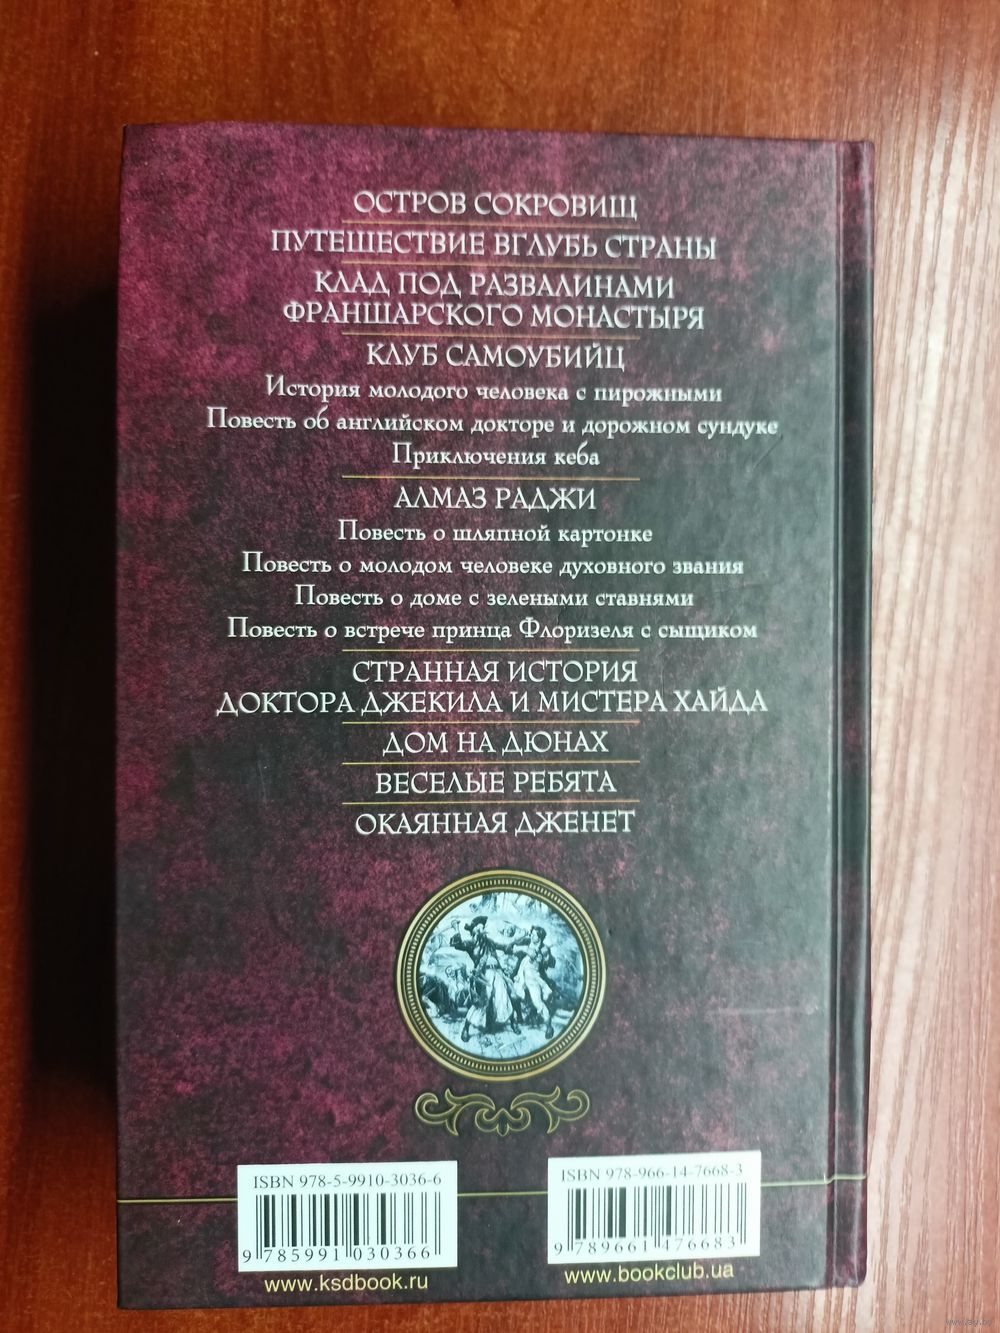 ОСТРОВ СОКРОВИЩ
ПУТЕШЕСТВИЕ ВГЛУБЬ СТРАНЫ
КЛАД ПОД РАЗВАЛИНАМИ
ФРАНШАРСКОГО МОНАСТЫРЯ
КЛУБ САМОУБИЙЦ
История молодого человека с пирожными
Повесть об английском докторе и дорожном сундуке
Приключения кеба
АЛМАЗ РАДЖИ
Повесть о шляпной картонке
Повесть о молодом человеке духовного звания
Повесть о доме с зелеными ставнями
Повесть о встрече принца Флоризеля с сыщиком
СТРАННАЯ ИСТОРИЯ
ДОКТОРА ДЖЕКИЛА И МИСТЕРА ХАЙДА
ДОМ НА ДЮНАХ
ВЕСЕЛЫЕ РЕБЯТА
ОКАЯННАЯ ДЖЕНЕТ
ISBN 978-5-9910-3036-6
9 785991 030366
www.ksdbook.ru
ISBN 978-966-14-7668-3
9 789661 476683
www.bookclub.ua